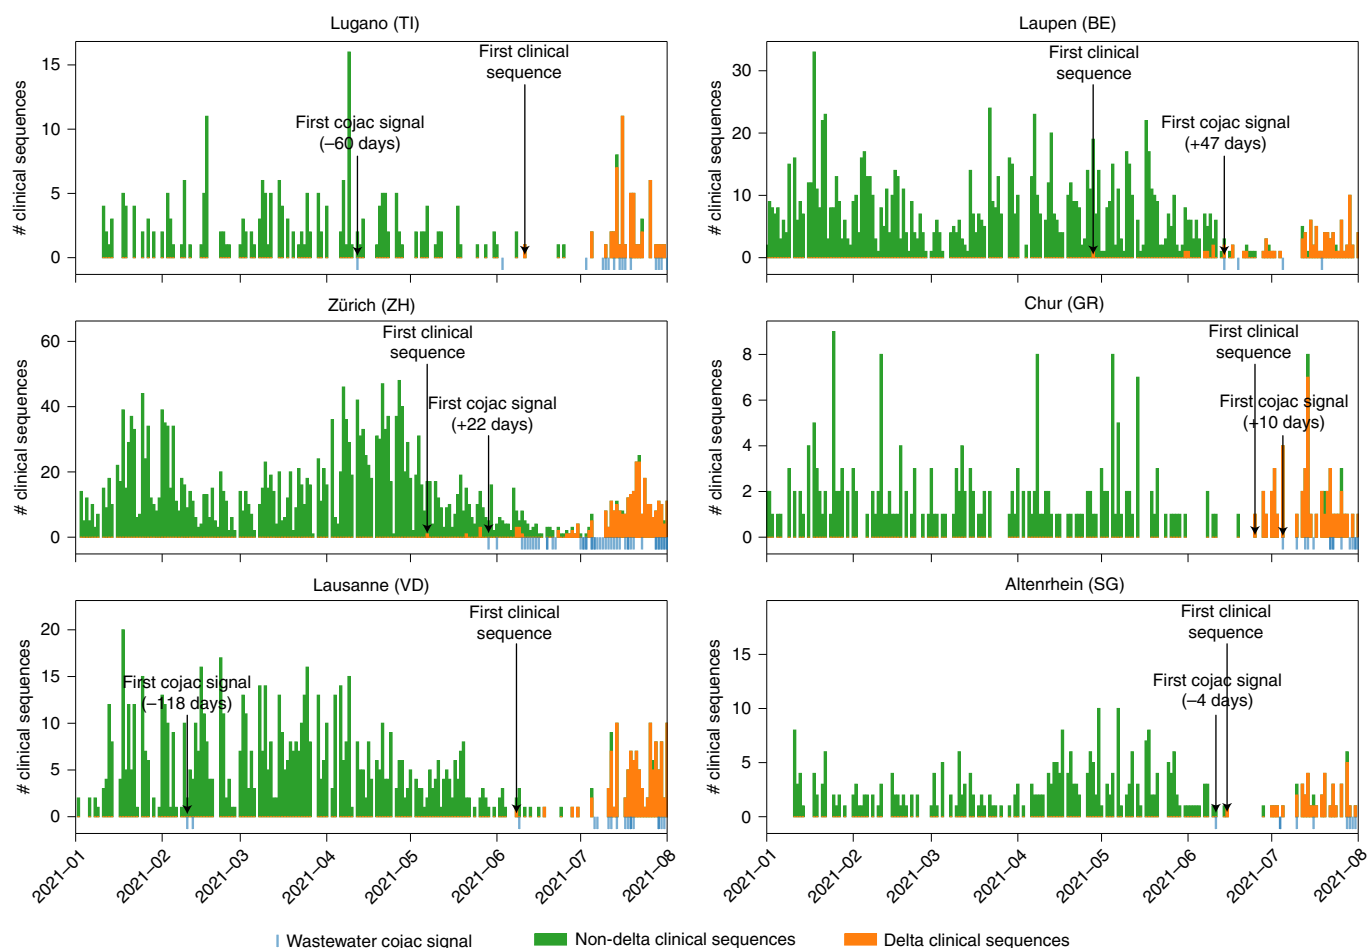 Lugano (TI)
# clinical sequences
15
10
5
0
First cojac signal
(–60 days)
First clinical
sequence
Laupen (BE)
# clinical sequences
30
20
10
0
First clinical
sequence
First cojac signal
(+47 days)
Zürich (ZH)
# clinical sequences
60
40
20
0
First clinical
sequence
First cojac signal
(+22 days)
Chur (GR)
# clinical sequences
8
6
4
2
0
First clinical
sequence
First cojac signal
(+10 days)
Lausanne (VD)
# clinical sequences
20
15
10
5
0
First cojac signal
(–118 days)
First clinical
sequence
2021–01
2021–02
2021–03
2021–04
2021–05
2021–06
2021–07
2021–08
Altenrhein (SG)
# clinical sequences
15
10
5
0
First clinical
sequence
First cojac signal
(–4 days)
2021–01
2021–02
2021–03
2021–04
2021–05
2021–06
2021–07
2021–08
Wastewater cojac signal
Non-delta clinical sequences
Delta clinical sequences